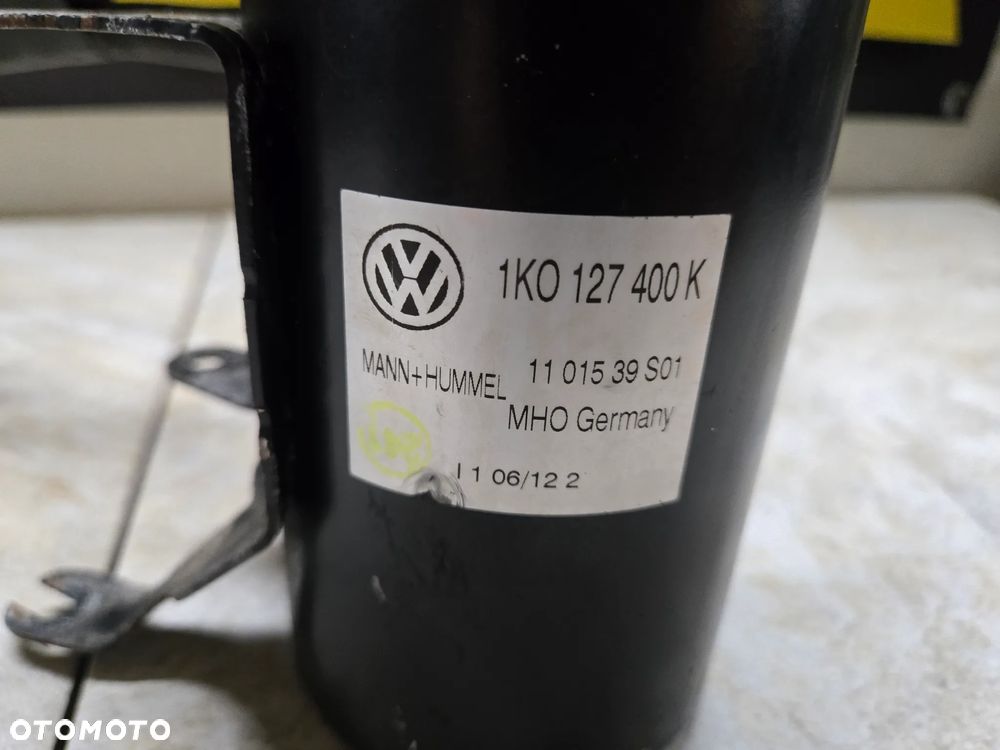 1KO 127 400 K
MANN+HUMMEL 11 015 39 S01
MHO Germany
I 1 06/12 2
OTOMOTO